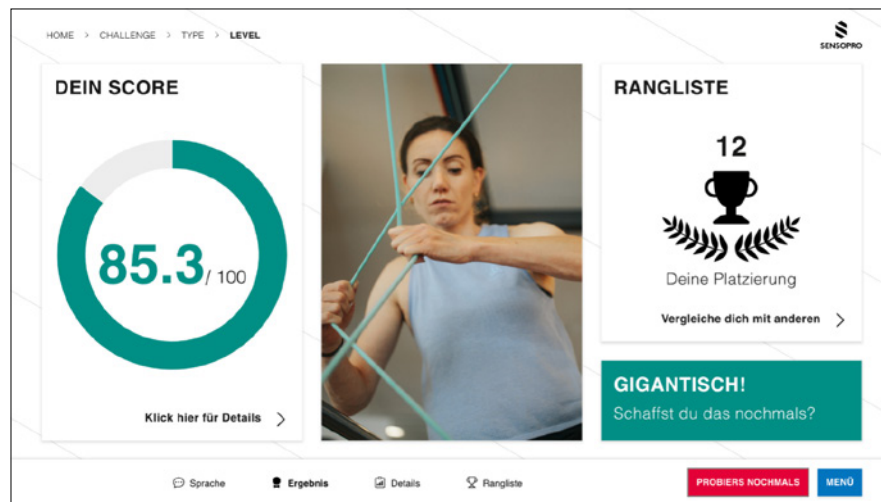 HOME > CHALLENGE > TYPE > LEVEL
SENSOPRO
DEIN SCORE
85.3 / 100
Klick hier für Details >
RANGLISTE
12
Deine Platzierung
Vergleiche dich mit anderen >
GIGANTISCH!
Schaffst du das nochmals?
Sprache
Ergebnis
Details
Rangliste
PROBIERS NOCHMALS
MENÜ